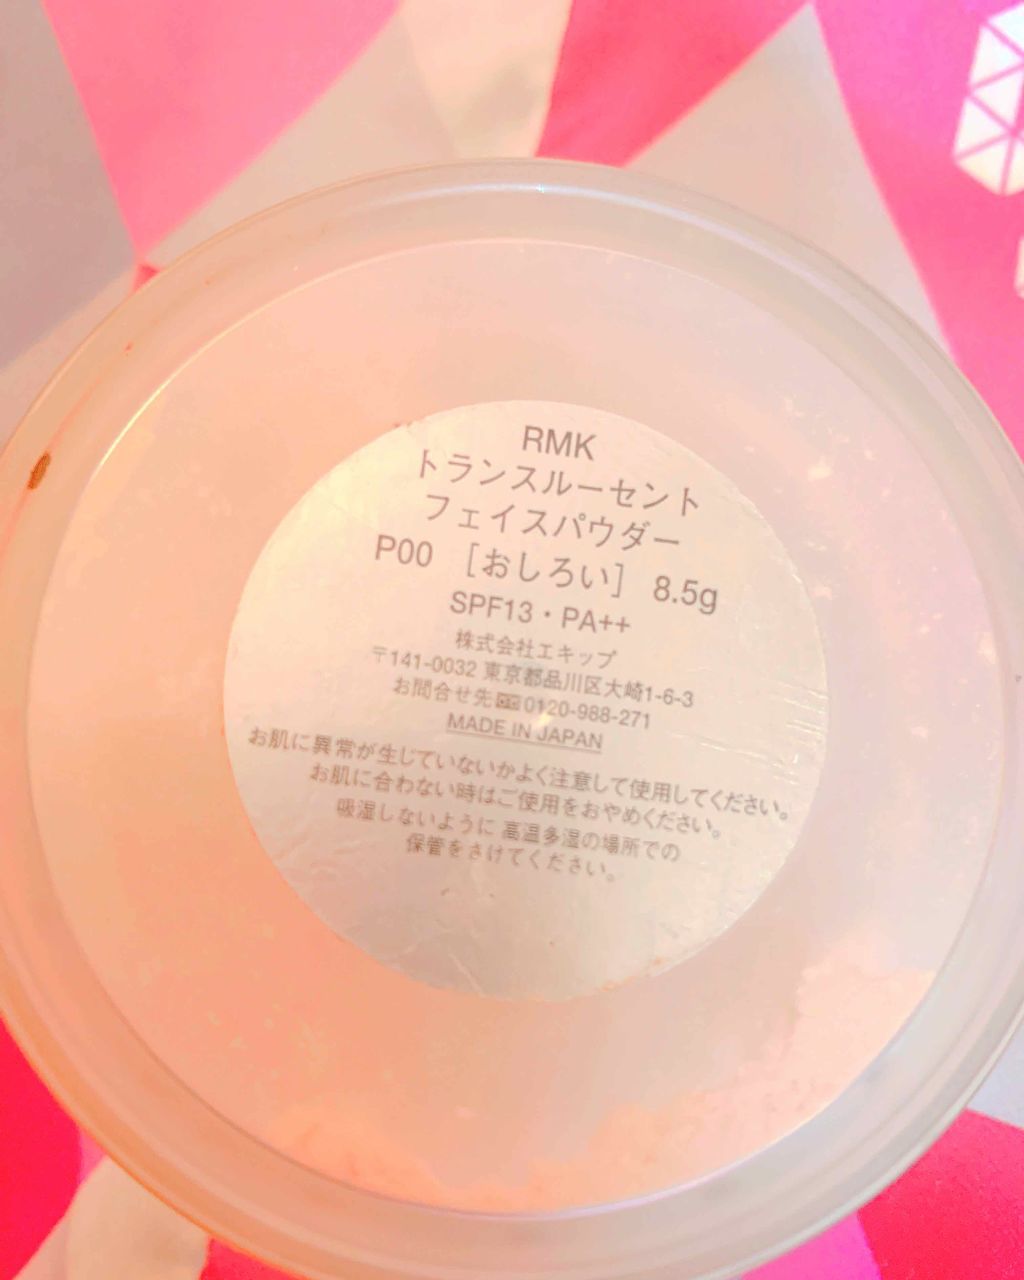 RMK
トランスルーセント
フェイスパウダー
P00 [おしろい] 8.5g
SPF13・PA++
株式会社エキップ
〒141-0032 東京都品川区大崎1-6-3
お問合せ先 0120-988-271
MADE IN JAPAN
お肌に異常が生じていないかよく注意して使用してください。
お肌に合わない時はご使用をおやめください。
吸湿しないように 高温多湿の場所での
保管をさけてください。